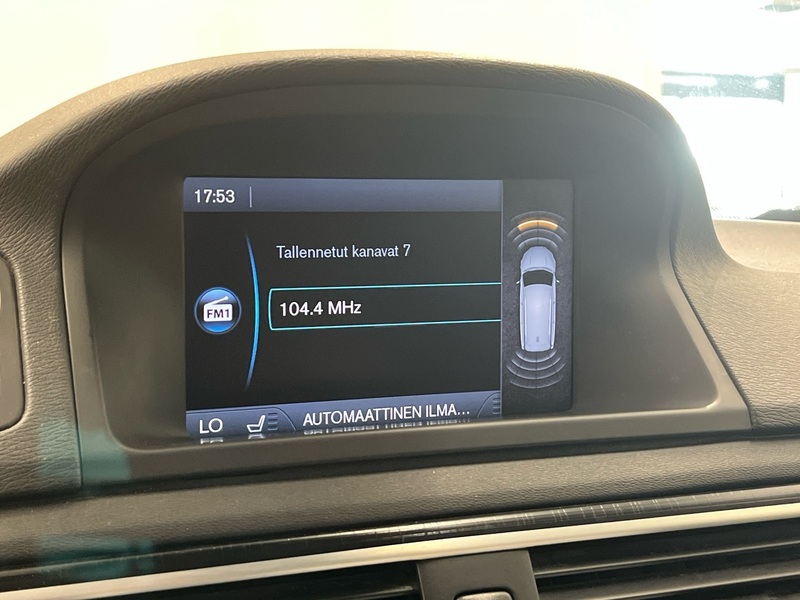 17:53
Tallennetut kanavat 7
FM1
104.4 MHz
LO
AUTOMAATTINEN ILMA...